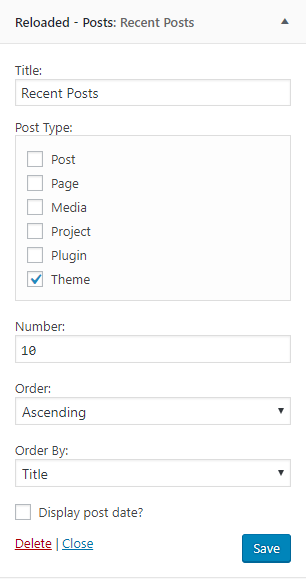 Reloaded - Posts: Recent Posts
Title:
Recent Posts
Post Type:
Post
Page
Media
Project
Plugin
Theme
Number:
10
Order:
Ascending
Order By:
Title
Display post date?
Delete | Close
Save